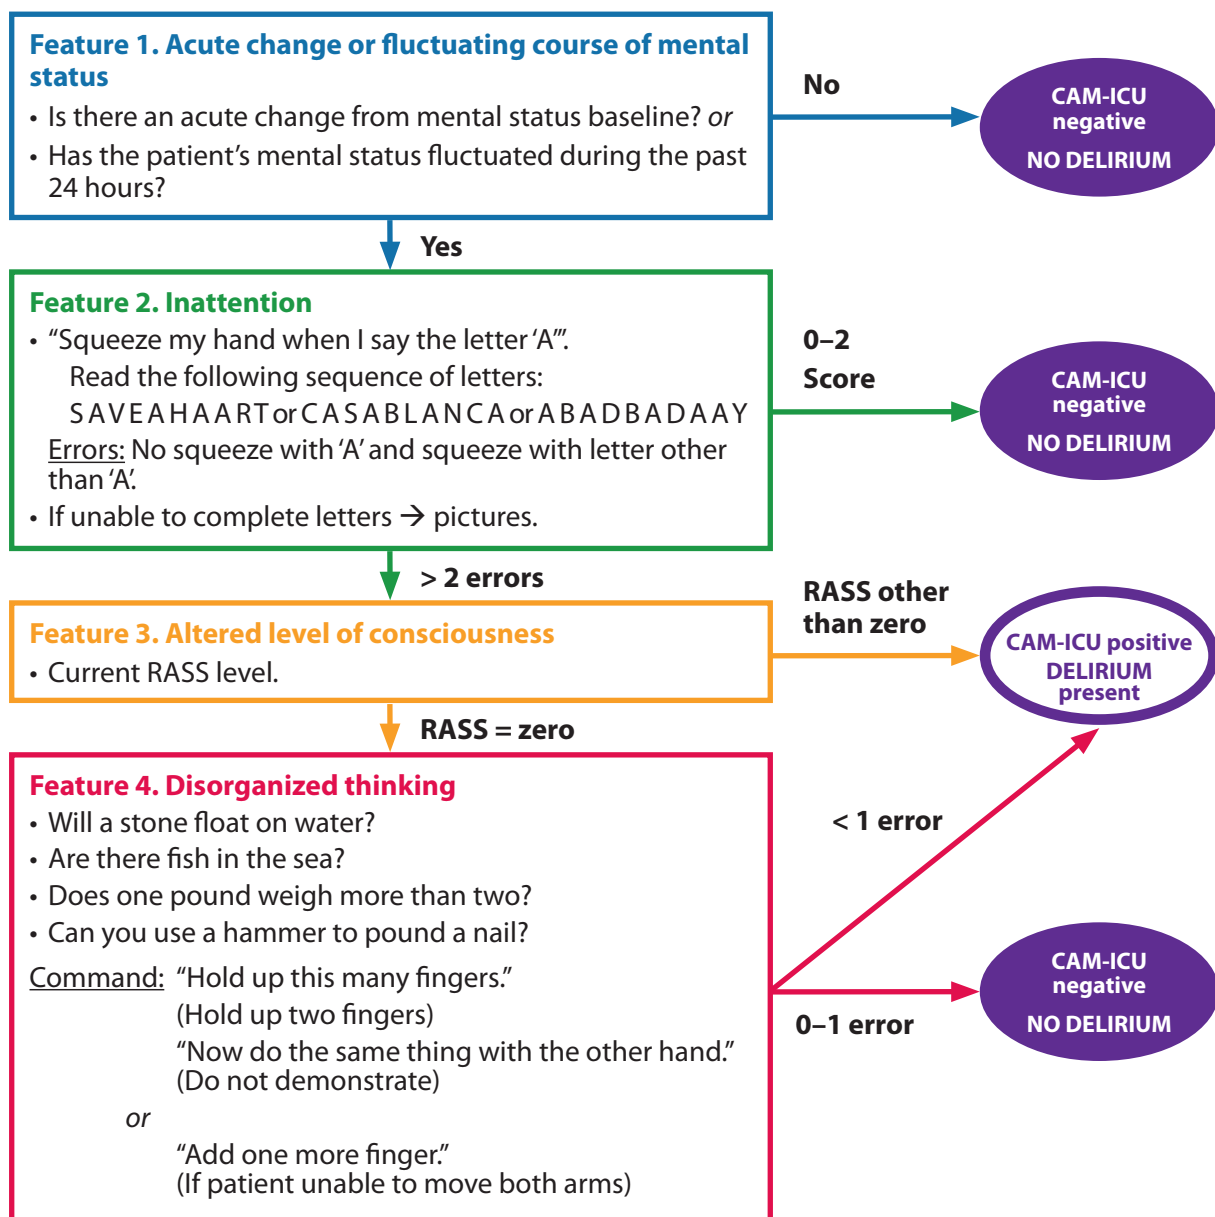 Feature 1. Acute change or fluctuating course of mental
status
• Is there an acute change from mental status baseline? or
• Has the patient’s mental status fluctuated during the past
24 hours?
No
CAM-ICU
negative
NO DELIRIUM
Yes
Feature 2. Inattention
• “Squeeze my hand when I say the letter ‘A’”.
Read the following sequence of letters:
S A V E A H A A R T or C A S A B L A N C A or A B A D B A D A A Y
Errors: No squeeze with ‘A’ and squeeze with letter other
than ‘A’.
• If unable to complete letters → pictures.
0–2
Score
CAM-ICU
negative
NO DELIRIUM
> 2 errors
Feature 3. Altered level of consciousness
• Current RASS level.
RASS other
than zero
CAM-ICU positive
DELIRIUM
present
RASS = zero
Feature 4. Disorganized thinking
• Will a stone float on water?
• Are there fish in the sea?
• Does one pound weigh more than two?
• Can you use a hammer to pound a nail?
Command: “Hold up this many fingers.”
(Hold up two fingers)
“Now do the same thing with the other hand.”
(Do not demonstrate)
or
“Add one more finger.”
(If patient unable to move both arms)
< 1 error
0–1 error
CAM-ICU
negative
NO DELIRIUM